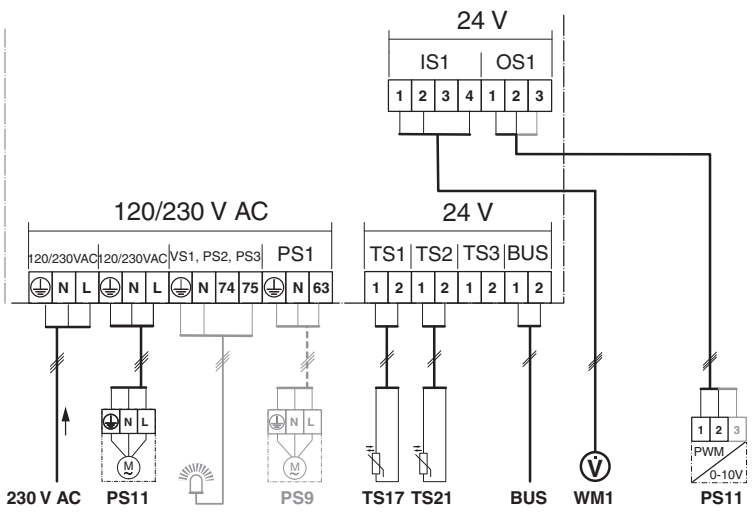 24 V
IS1 OS1
1 2 3 4 1 2 3
120/230 V AC
24 V
120/230VAC 120/230VAC VS1, PS2, PS3 PS1
TS1 TS2 TS3 BUS
N L N L N 74 75 N 63
1 2 1 2 1 2 1 2
N L
N L
1 2 3
M
~
M
~
V̇
PWM
0-10V
230 V AC PS11 PS9 TS17 TS21 BUS WM1 PS11